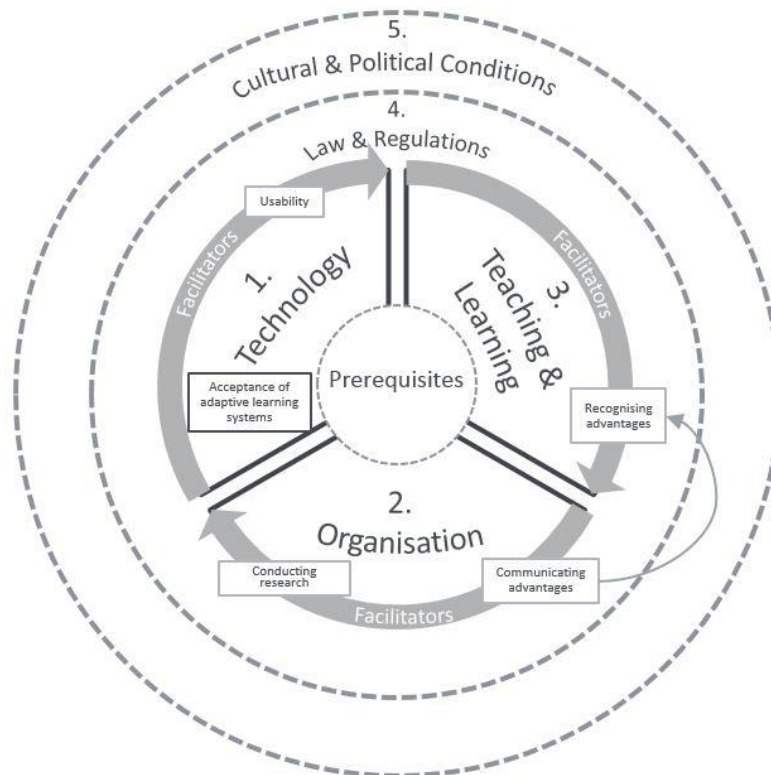 5.
Cultural & Political Conditions
4.
Law & Regulations
Usability
Facilitators
1.
Technology
Acceptance of
adaptive learning
systems
Prerequisites
Facilitators
3.
Teaching &
Learning
Recognising
advantages
2.
Organisation
Conducting
research
Communicating
advantages
Facilitators